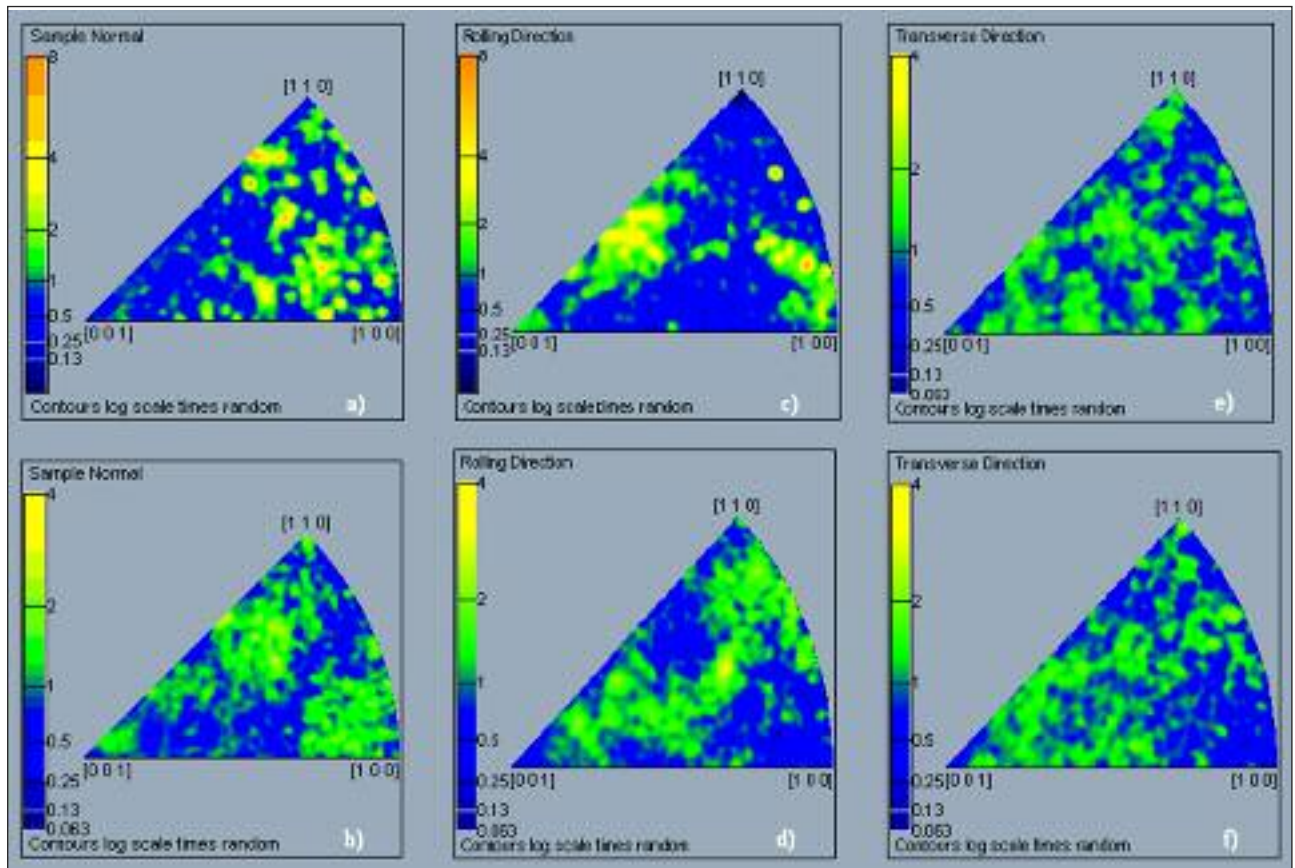 Sample Normal
8
4
2
1
0.5
0.25
0.13
[1 1 0]
[0 0 1]
[1 0 0]
Contours log scale times random
a)
Rolling Direction
8
4
2
1
0.5
0.25
0.13
[1 1 0]
[0 0 1]
[1 0 0]
Contours log scale times random
c)
Transverse Direction
4
2
1
0.5
0.25
0.13
0.063
[1 1 0]
[0 0 1]
[1 0 0]
Contours log scale times random
e)
Sample Normal
4
2
1
0.5
0.25
0.13
0.063
[1 1 0]
[0 0 1]
[1 0 0]
Contours log scale times random
b)
Rolling Direction
4
2
1
0.5
0.25
0.13
0.063
[1 1 0]
[0 0 1]
[1 0 0]
Contours log scale times random
d)
Transverse Direction
4
2
1
0.5
0.25
0.13
0.063
[1 1 0]
[0 0 1]
[1 0 0]
Contours log scale times random
f)